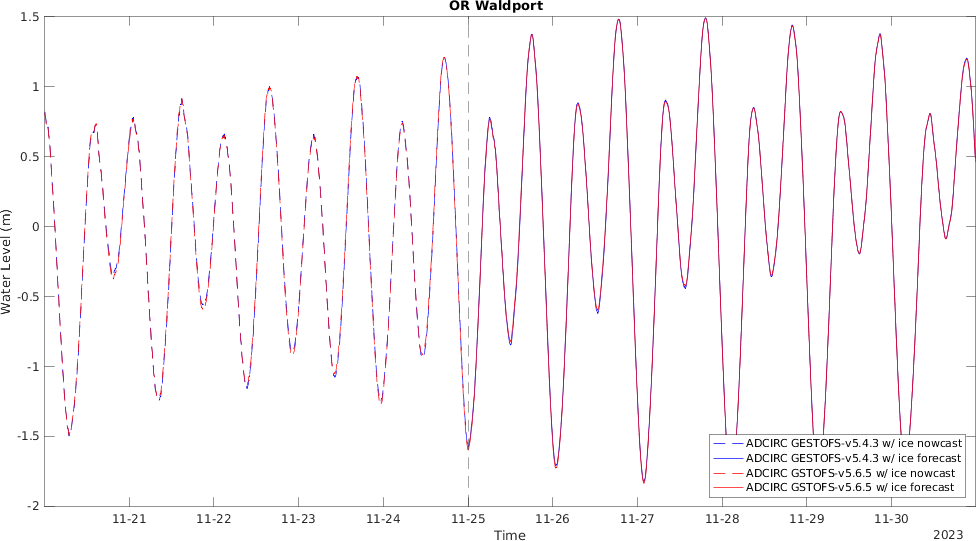 OR Waldport
1.5
1
0.5
0
-0.5
-1
-1.5
-2
Water Level (m)
11-21
11-22
11-23
11-24
11-25
11-26
11-27
11-28
11-29
11-30
Time
2023
ADCIRC GESTOFS-v5.4.3 w/ ice nowcast
ADCIRC GESTOFS-v5.4.3 w/ ice forecast
ADCIRC GSTOFS-v5.6.5 w/ ice nowcast
ADCIRC GSTOFS-v5.6.5 w/ ice forecast